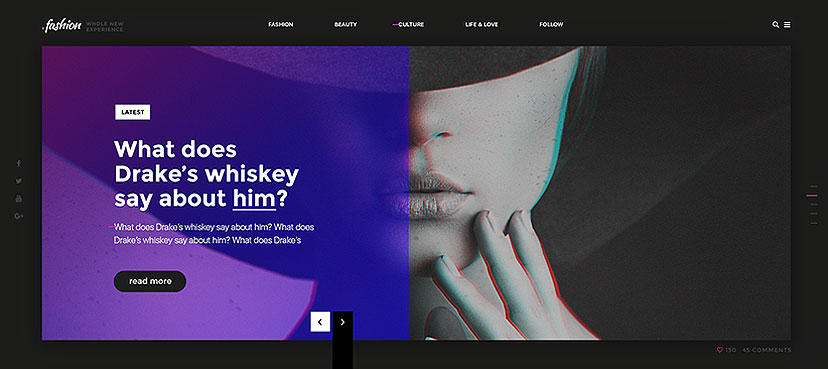 .fashion
WHOLE NEW
EXPERIENCE
FASHION
BEAUTY
CULTURE
LIFE & LOVE
FOLLOW
LATEST
What does
Drake's whiskey
say about him?
What does Drake's whiskey say about him? What does
Drake's whiskey say about him? What does Drake's
read more
150
45 COMMENTS